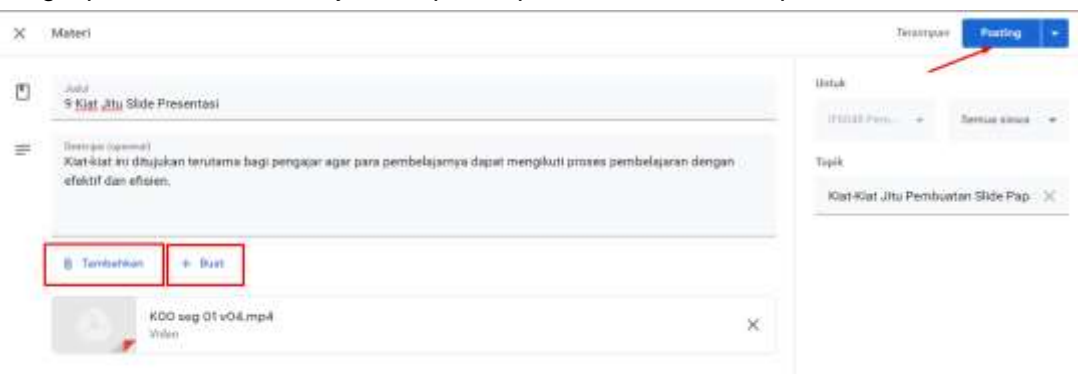 Materi
Tersimpan
Posting
Judul
9 Kiat Jitu Slide Presentasi
Deskripsi (opsional)
Kiat-kiat ini ditujukan terutama bagi pengajar agar para pembelajarnya dapat mengikuti proses pembelajaran dengan
efektif dan efisien.
Tambahkan
+ Buat
K00 seg 01 v04.mp4
Video
Untuk
Semua siswa
Topik
Kiat-Kiat Jitu Pembuatan Slide Pap